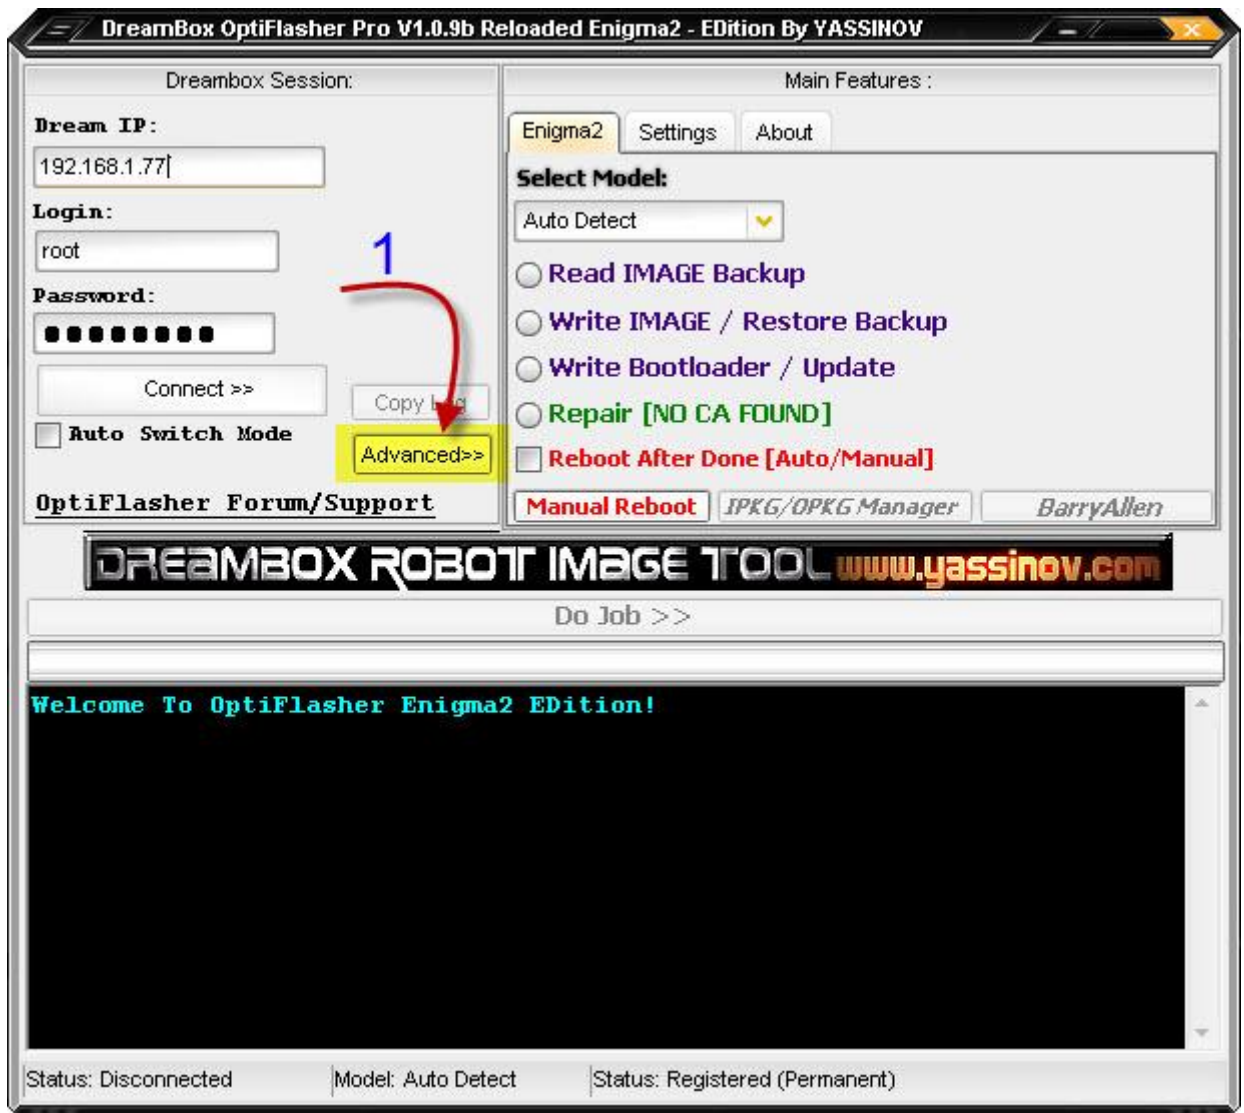 DreamBox OptiFlasher Pro V1.0.9b Reloaded Enigma2 - EDition By YASSINOV
Dreambox Session:
Dream IP:
192.168.1.77
Login:
root
Password:
Connect >>
Copy Log
Auto Switch Mode
Advanced>>
OptiFlasher Forum/Support
1
Main Features :
Enigma2 Settings About
Select Model:
Auto Detect
Read IMAGE Backup
Write IMAGE / Restore Backup
Write Bootloader / Update
Repair [NO CA FOUND]
Reboot After Done [Auto/Manual]
Manual Reboot IPKG/OPKG Manager BarryAllen
DREAMBOX ROBOT IMAGE TOOL www.yassinov.com
Do Job >>
Welcome To OptiFlasher Enigma2 EDition!
Status: Disconnected Model: Auto Detect Status: Registered (Permanent)